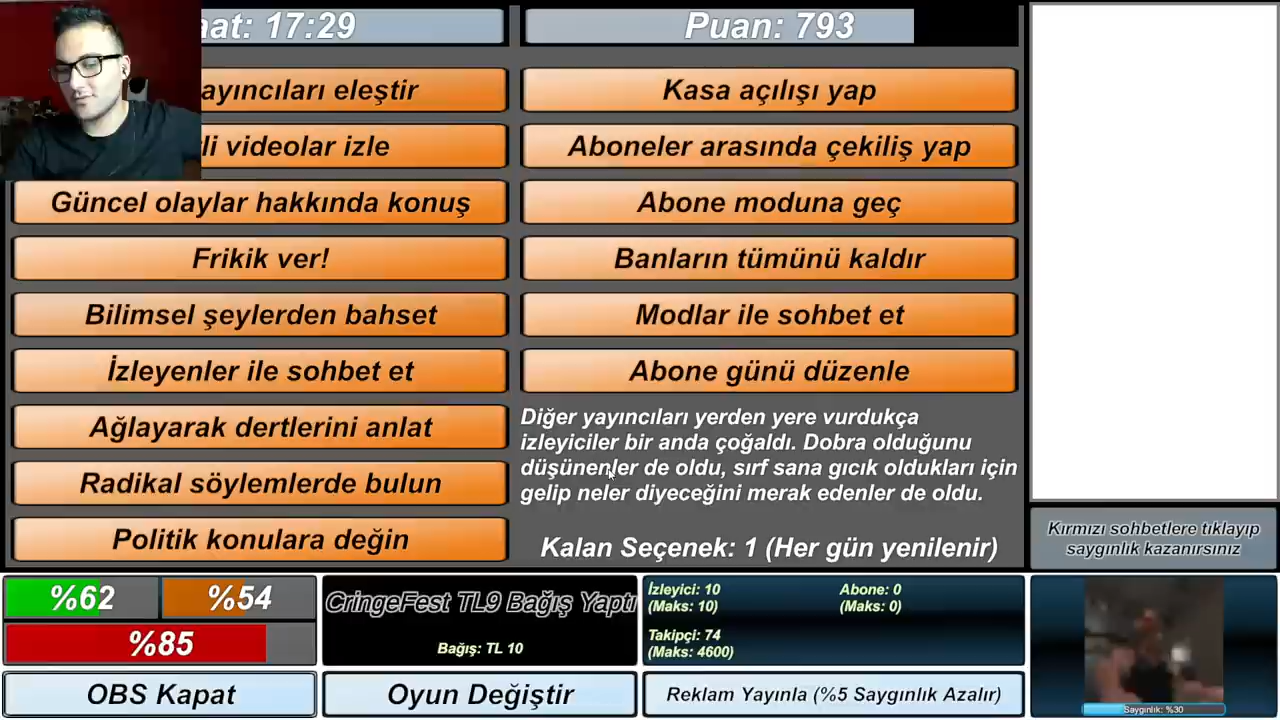 aat: 17:29
Puan: 793
ayıncıları eleştir
Kasa açılışı yap
li videolar izle
Aboneler arasında çekiliş yap
Güncel olaylar hakkında konuş
Abone moduna geç
Frikik ver!
Banların tümünü kaldır
Bilimsel şeylerden bahset
Modlar ile sohbet et
İzleyenler ile sohbet et
Abone günü düzenle
Ağlayarak dertlerini anlat
Radikal söylemlerde bulun
Politik konulara değin
Diğer yayıncıları yerden yere vurdukça
izleyiciler bir anda çoğaldı. Dobra olduğunu
düşünenler de oldu, sırf sana gıcık oldukları için
gelip neler diyeceğini merak edenler de oldu.
Kalan Seçenek: 1 (Her gün yenilenir)
Kırmızı sohbetlere tıklayıp
saygınlık kazanırsınız
%62
%54
%85
CringeFest TL9 Bağış Yaptı
Bağış: TL 10
İzleyici: 10
(Maks: 10)
Abone: 0
(Maks: 0)
Takipçi: 74
(Maks: 4600)
Saygınlık: %30
OBS Kapat
Oyun Değiştir
Reklam Yayınla (%5 Saygınlık Azalır)